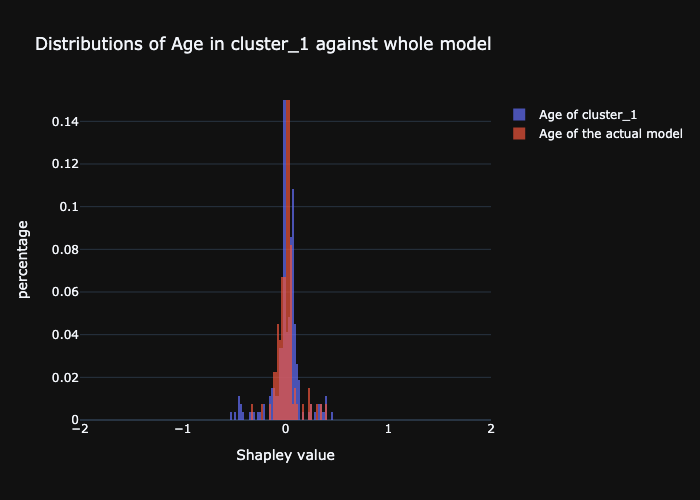 Distributions of Age in cluster_1 against whole model
Age of cluster_1
Age of the actual model
percentage
0.14
0.12
0.1
0.08
0.06
0.04
0.02
0
−2
−1
0
1
2
Shapley value